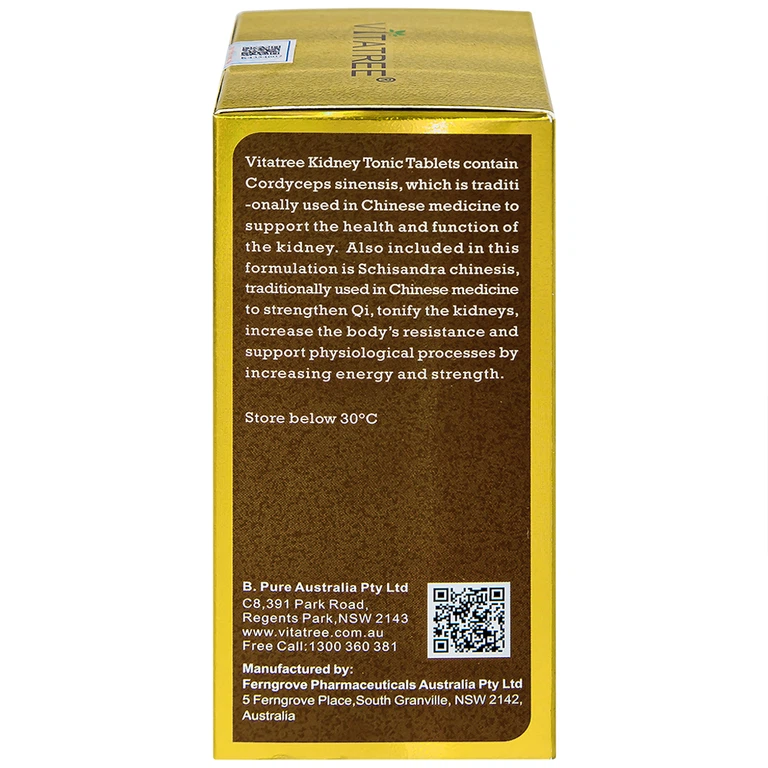 VITATREE®
Vitatree Kidney Tonic Tablets contain
Cordyceps sinensis, which is traditi
-onally used in Chinese medicine to
support the health and function of
the kidney. Also included in this
formulation is Schisandra chinesis,
traditionally used in Chinese medicine
to strengthen Qi, tonify the kidneys,
increase the body's resistance and
support physiological processes by
increasing energy and strength.
Store below 30°C
B. Pure Australia Pty Ltd
C8,391 Park Road,
Regents Park,NSW 2143
www.vitatree.com.au
Free Call:1300 360 381
Manufactured by:
Ferngrove Pharmaceuticals Australia Pty Ltd
5 Ferngrove Place,South Granville, NSW 2142,
Australia